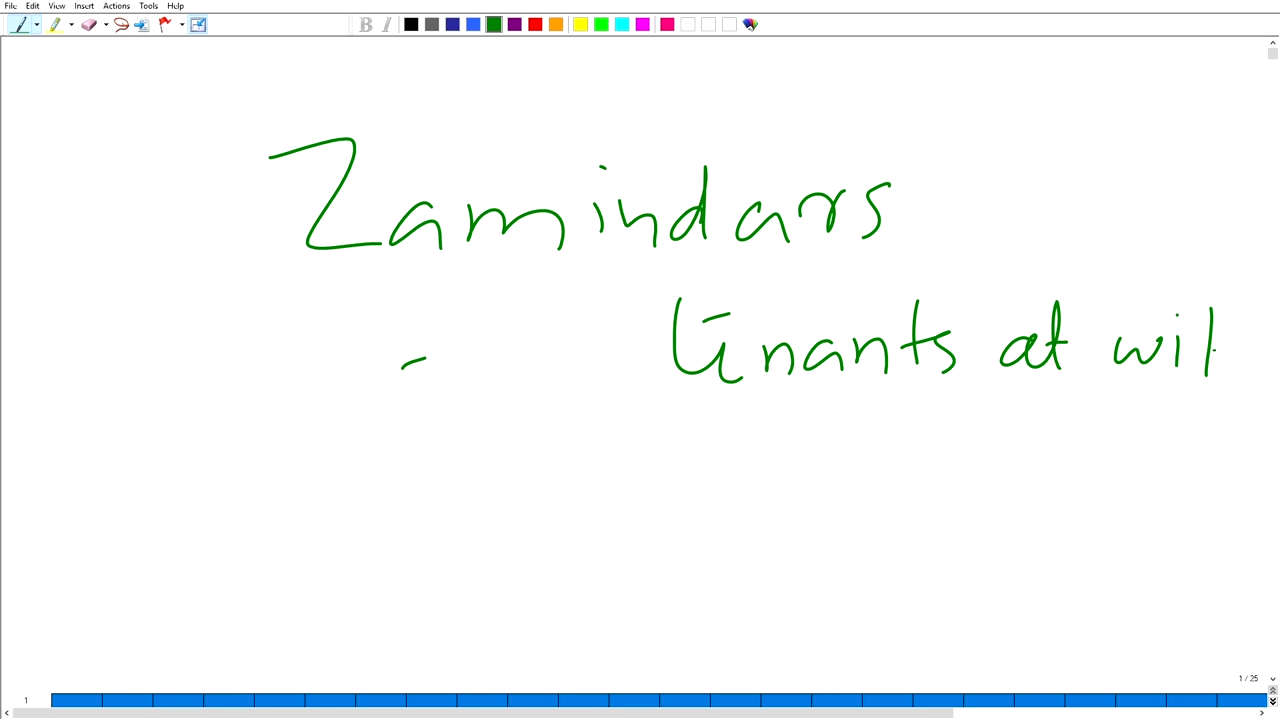 File Edit View Insert Actions Tools Help
B I
Zamindars
tenants at wil
1 / 25
1